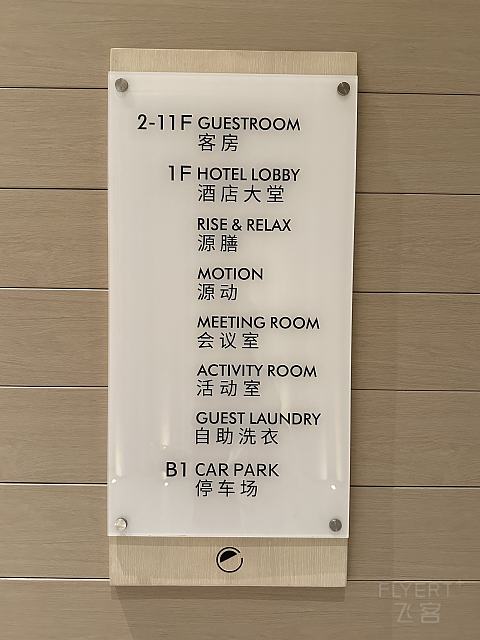 2-11F GUESTROOM
客房
1F HOTEL LOBBY
酒店大堂
RISE & RELAX
源膳
MOTION
源动
MEETING ROOM
会议室
ACTIVITY ROOM
活动室
GUEST LAUNDRY
自助洗衣
B1 CAR PARK
停车场
FLYERT
飞客